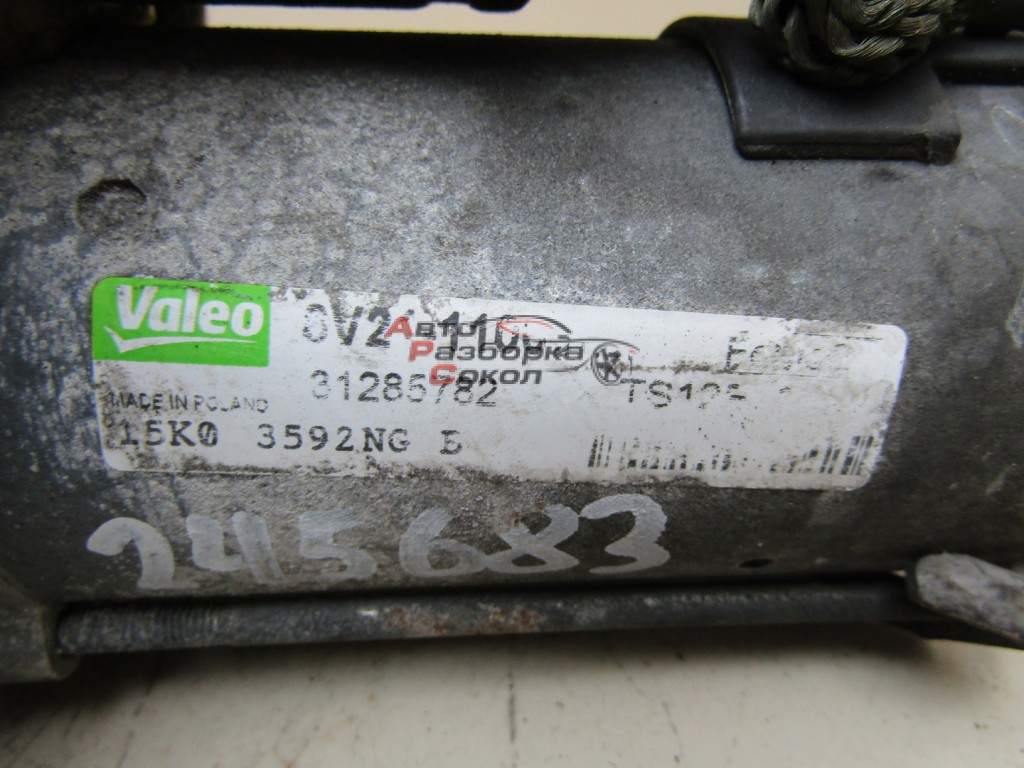 Valeo
31285782
MADE IN POLAND
15K0 3592NG B
245683
Авто
Разборка
Сокол